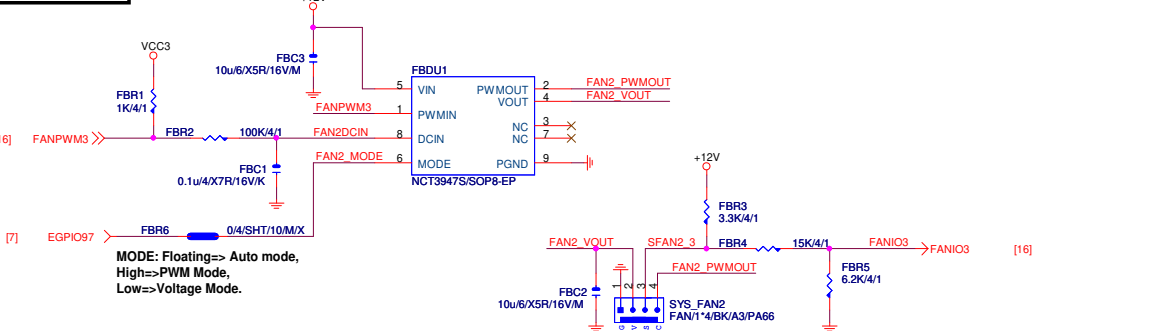 VCC3
FBC3
10u/6/X5R/16V/M
FBDU1
FBR1
1K/4/1
5
VIN
PWMOUT
2
FAN2_PWMOUT
VOUT
4
FAN2_VOUT
FANPWM3
1
PWMIN
NC
3
FANPWM3
FBR2
100K/4/1
FAN2DCIN
8
DCIN
NC
7
FAN2_MODE
6
MODE
PGND
9
FBC1
0.1u/4/X7R/16V/K
NCT3947S/SOP8-EP
+12V
FBR3
3.3K/4/1
[7]
EGPIO97
FBR6
0/4/SHT/10/M/X
MODE: Floating=> Auto mode,
High=>PWM Mode,
Low=>Voltage Mode.
FAN2_VOUT
SFAN2_3
FBR4
15K/4/1
FANIO3
FANIO3
[16]
FAN2_PWMOUT
FBR5
6.2K/4/1
FBC2
10u/6/X5R/16V/M
1
2
3
4
SYS_FAN2
FAN/1*4/BK/A3/PA66
G
V
S
C